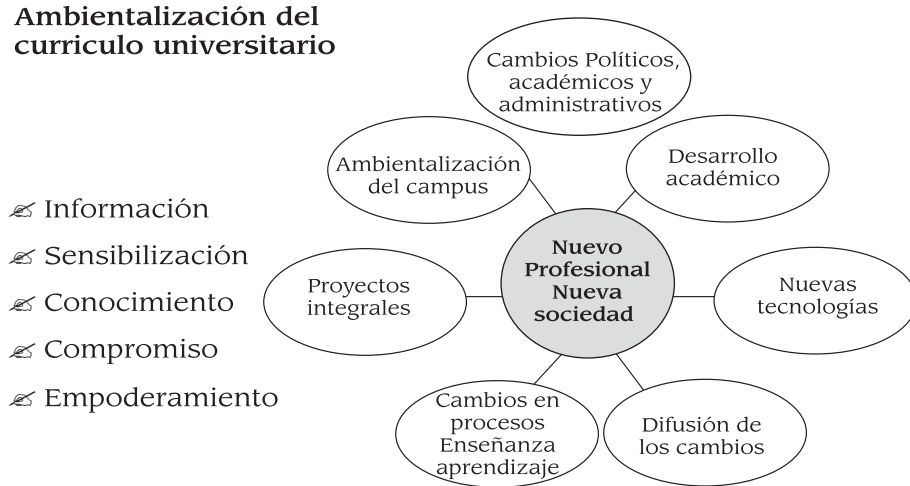 Ambientalización del
curriculo universitario
Información
Sensibilización
Conocimiento
Compromiso
Empoderamiento
Cambios Políticos,
académicos y
administrativos
Ambientalización
del campus
Desarrollo
académico
Nuevo
Profesional
Nueva
sociedad
Proyectos
integrales
Nuevas
tecnologías
Cambios en
procesos
Enseñanza
aprendizaje
Difusión de
los cambios